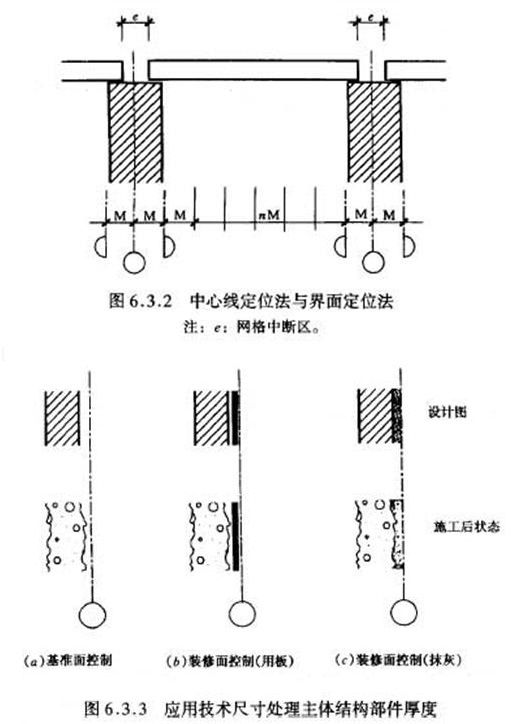 e e
M M M nM M M
图 6.3.2 中心线定位法与界面定位法
注：e：网格中断区。
设计图
施工后状态
(a)基准面控制 (b)装修面控制(用板) (c)装修面控制(抹灰)
图 6.3.3 应用技术尺寸处理主体结构部件厚度